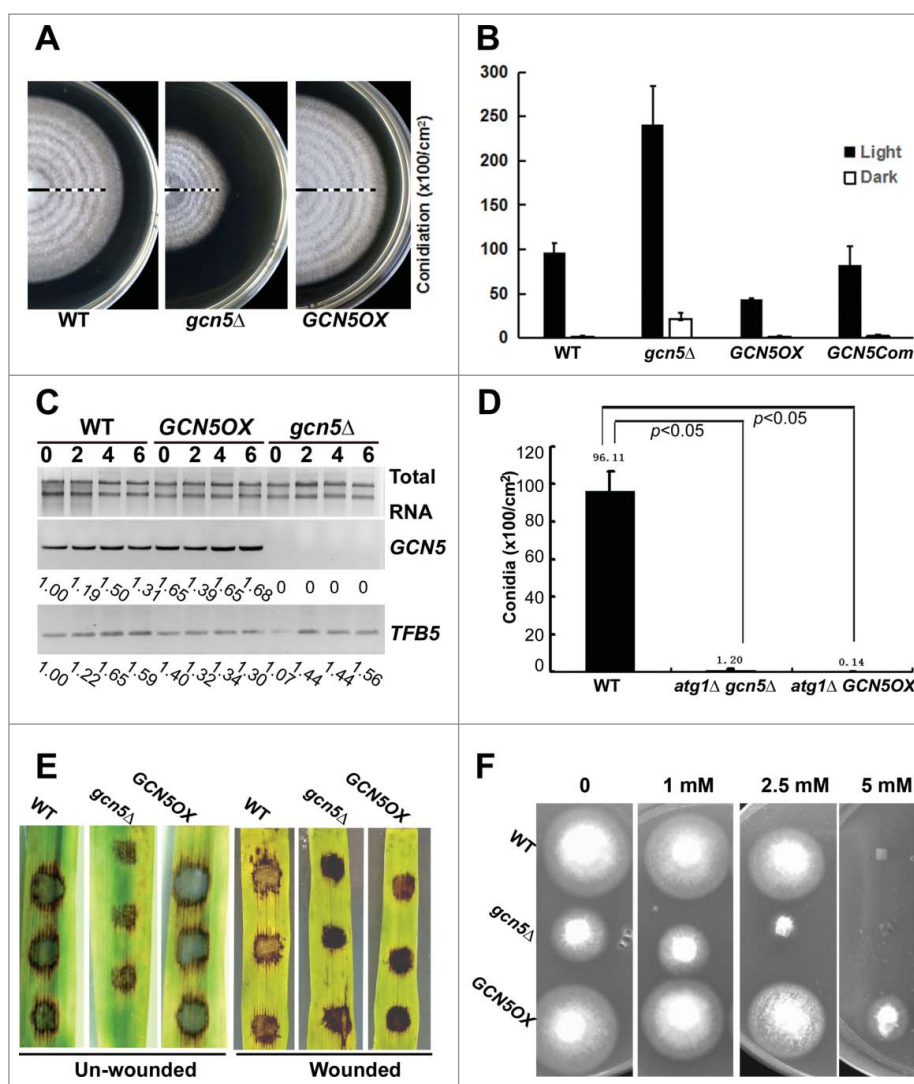 A
WT
gcn5Δ
GCN5OX
B
Conidiation (x100/cm²)
300
250
200
150
100
50
0
Light
Dark
WT
gcn5Δ
GCN5OX
GCN5Com
C
WT GCN5OX gcn5Δ
0 2 4 6 0 2 4 6 0 2 4 6
Total
RNA
GCN5
1.00 1.19 1.50 1.31 1.65 1.39 1.65 1.68 0 0 0 0
TFB5
1.00 1.22 1.65 1.59 1.40 1.32 1.34 1.30 1.07 1.44 1.44 1.56
D
p<0.05
p<0.05
Conidia (x100/cm²)
120
100
80
60
40
20
0
96.11
1.20
0.14
WT
atg1Δ gcn5Δ
atg1Δ GCN5OX
E
WT gcn5Δ GCN5OX WT gcn5Δ GCN5OX
Un-wounded
Wounded
F
0 1 mM 2.5 mM 5 mM
WT
gcn5Δ
GCN5OX